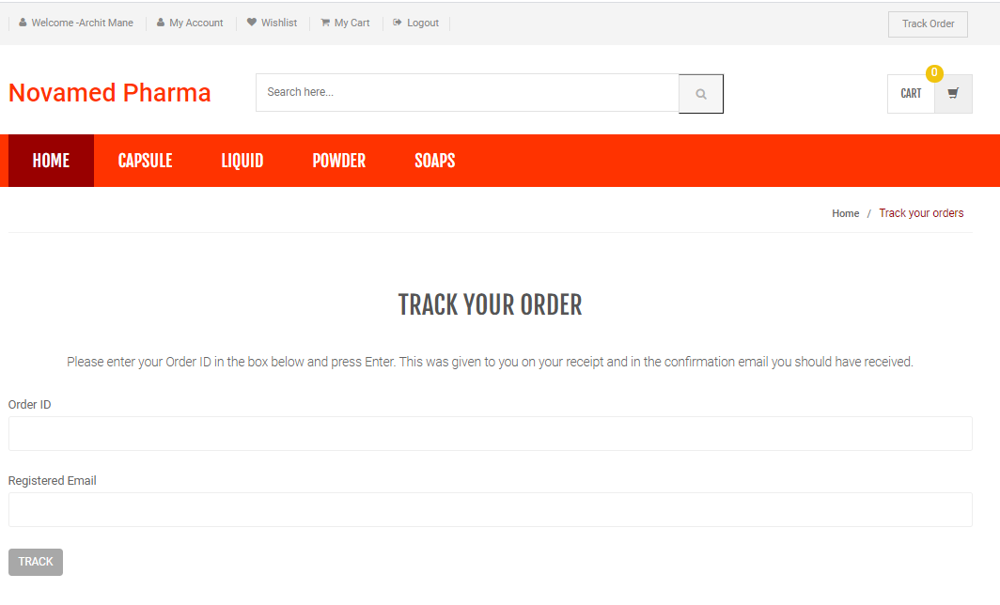 Welcome -Archit Mane My Account Wishlist My Cart Logout Track Order
Novamed Pharma Search here... CART 0
HOME CAPSULE LIQUID POWDER SOAPS
Home / Track your orders
TRACK YOUR ORDER
Please enter your Order ID in the box below and press Enter. This was given to you on your receipt and in the confirmation email you should have received.
Order ID
Registered Email
TRACK